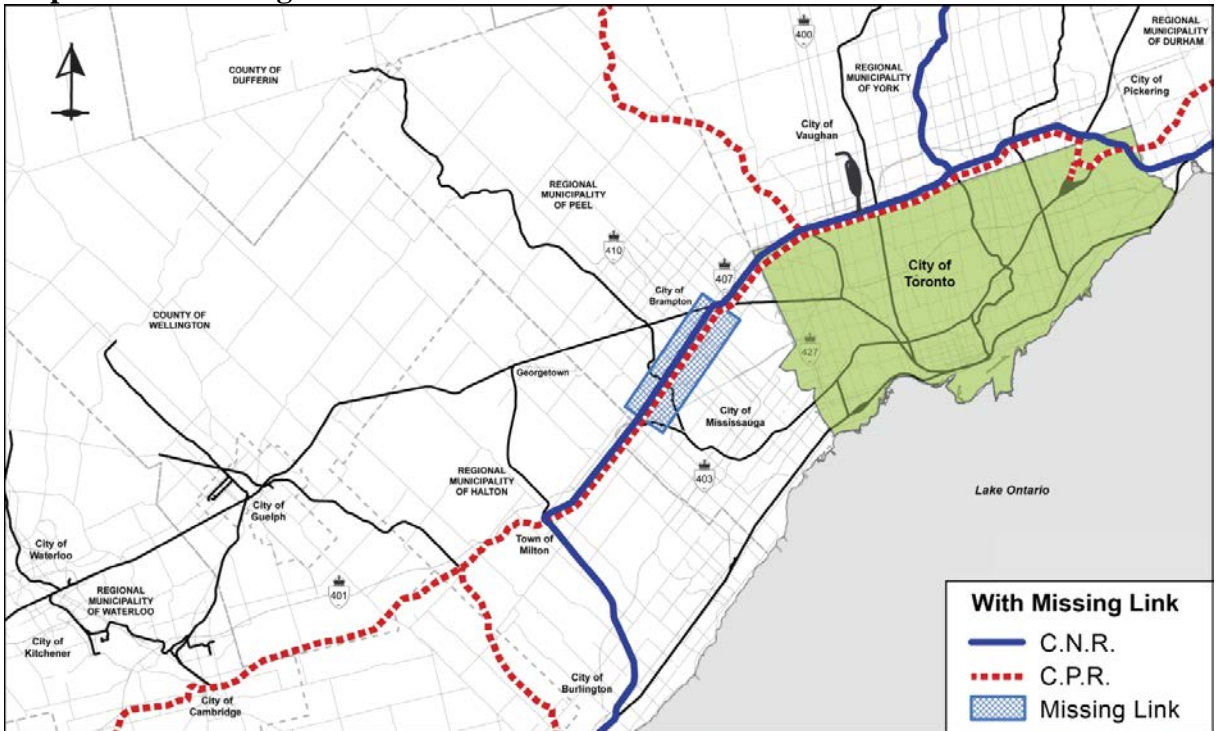 COUNTY OF
DUFFERIN
400
REGIONAL
MUNICIPALITY
OF YORK
REGIONAL
MUNICIPALITY
OF DURHAM
City of
Pickering
City of
Vaughan
REGIONAL
MUNICIPALITY
OF PEEL
410
407
City of
Brampton
City of
Toronto
COUNTY OF
WELLINGTON
427
Georgetown
City of
Mississauga
403
REGIONAL
MUNICIPALITY
OF HALTON
Lake Ontario
City of
Guelph
Town of
Milton
City of
Waterloo
401
REGIONAL
MUNICIPALITY
OF WATERLOO
City of
Kitchener
City of
Cambridge
City of
Burlington
With Missing Link
C.N.R.
C.P.R.
Missing Link